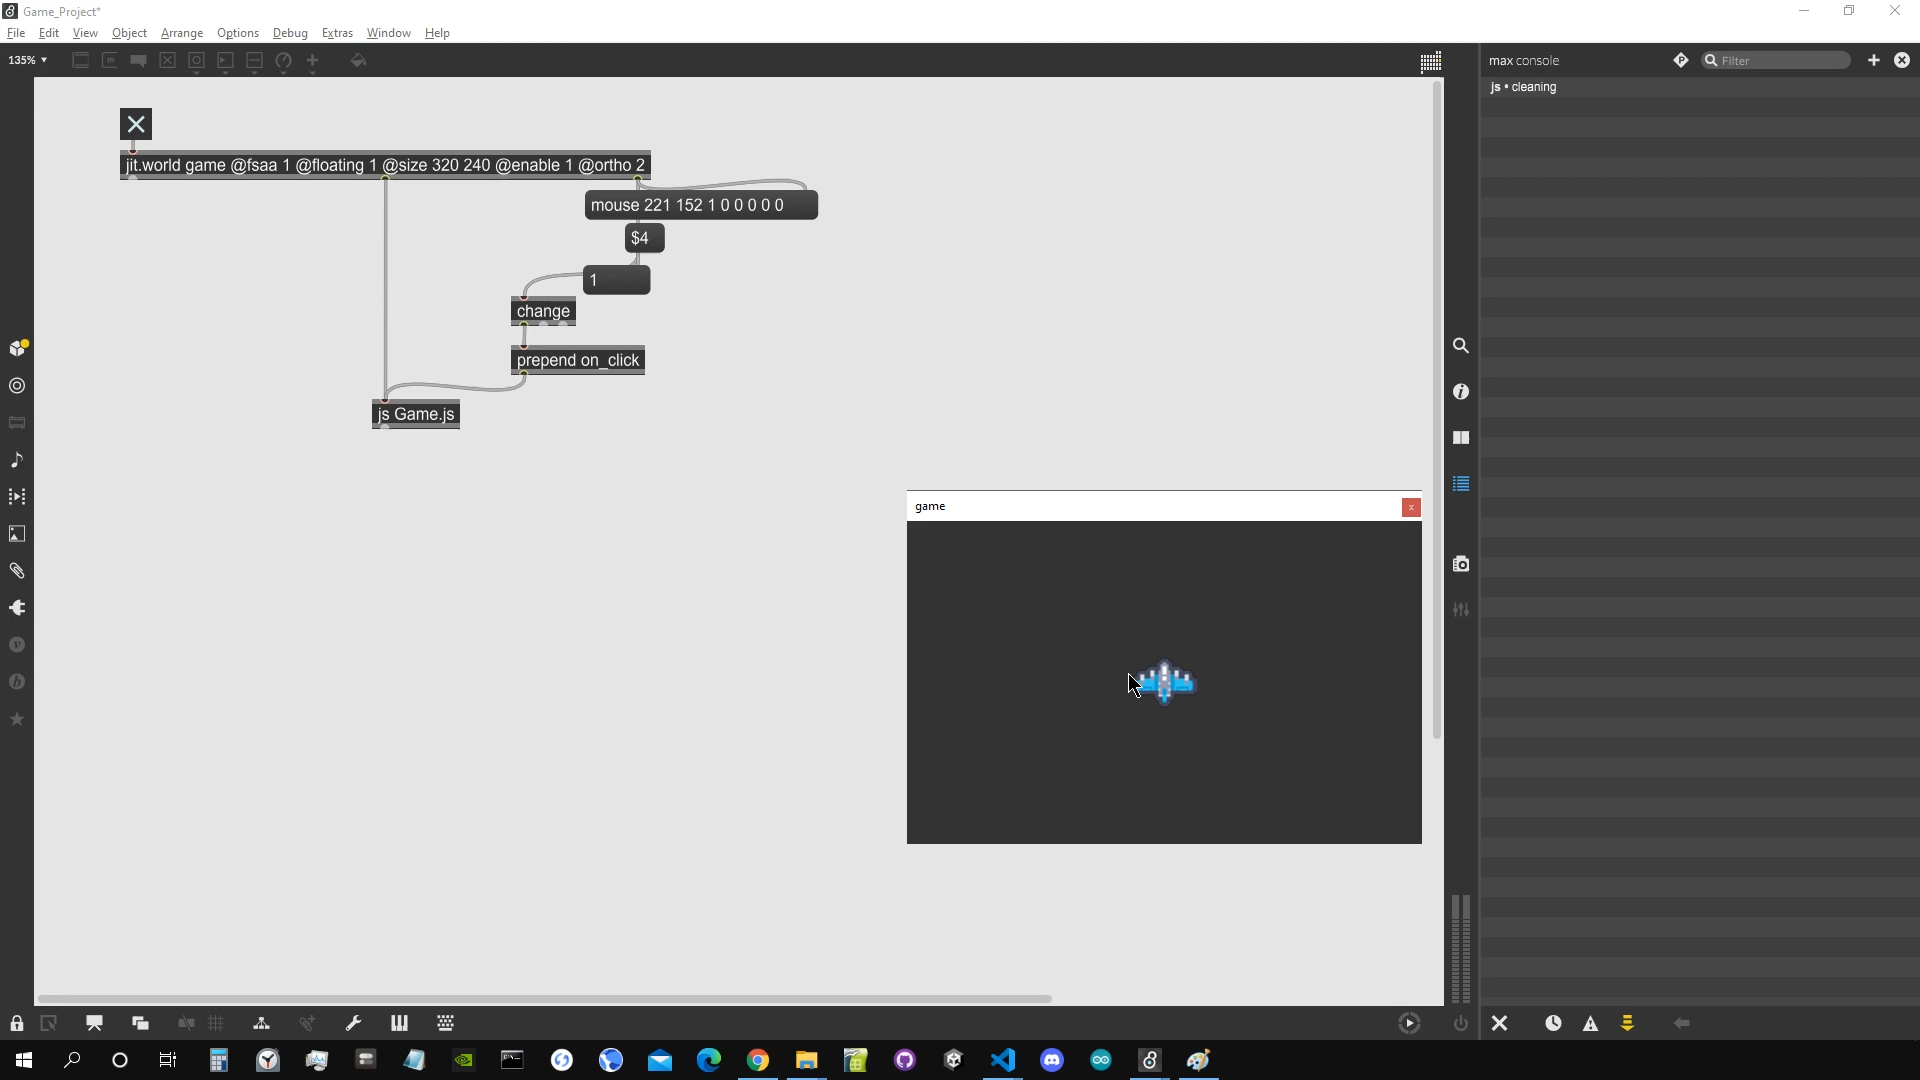 Game_Project*
File Edit View Object Arrange Options Debug Extras Window Help
135%
max console
Filter
js • cleaning
jit.world game @fsaa 1 @floating 1 @size 320 240 @enable 1 @ortho 2
mouse 221 152 1 0 0 0 0 0
$4
1
change
prepend on_click
js Game.js
game
x